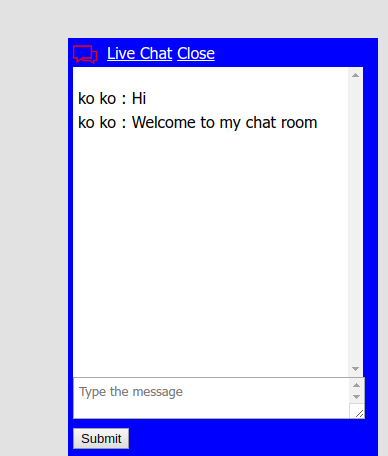 Live Chat Close
ko ko : Hi
ko ko : Welcome to my chat room
Type the message
Submit